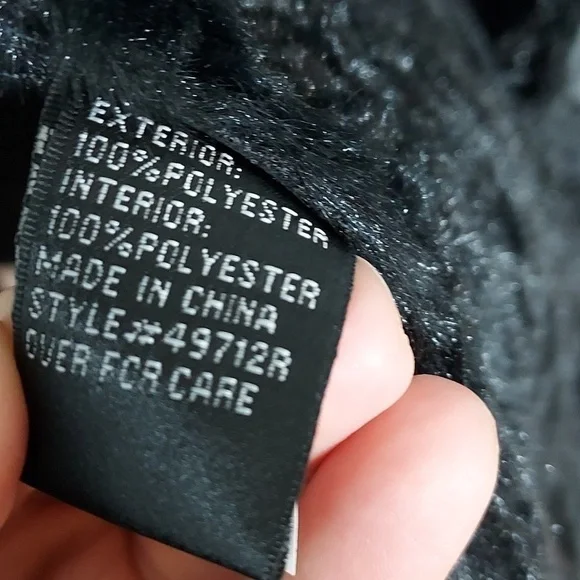 EXTERIOR:
100%POLYESTER
INTERIOR:
100%POLYESTER
MADE IN CHINA
STYLE:#49712R
OVER FOR CARE